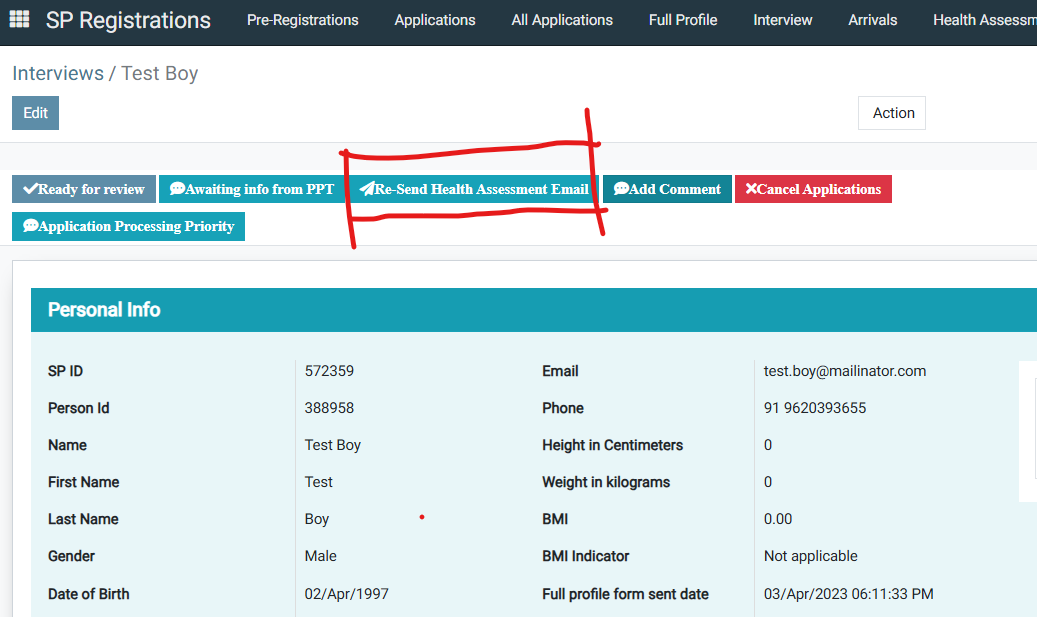 SP Registrations Pre-Registrations Applications All Applications Full Profile Interview Arrivals Health Assessm
Interviews / Test Boy
Edit Action
Ready for review Awaiting info from PPT Re-Send Health Assessment Email Add Comment Cancel Applications
Application Processing Priority
Personal Info
SP ID 572359 Email test.boy@mailinator.com
Person Id 388958 Phone 91 9620393655
Name Test Boy Height in Centimeters 0
First Name Test Weight in kilograms 0
Last Name Boy BMI 0.00
Gender Male BMI Indicator Not applicable
Date of Birth 02/Apr/1997 Full profile form sent date 03/Apr/2023 06:11:33 PM